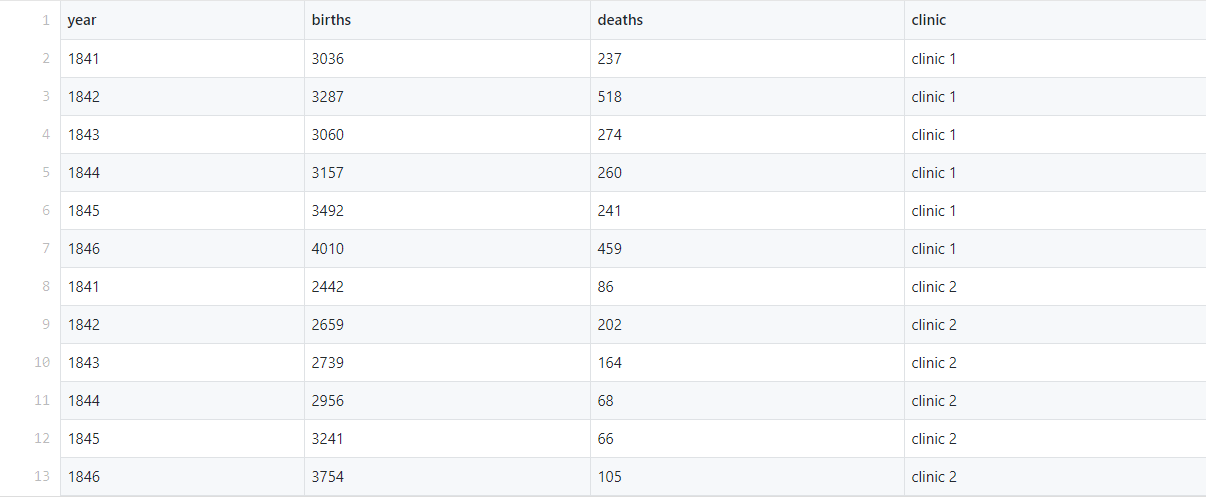 1 year births deaths clinic
2 1841 3036 237 clinic 1
3 1842 3287 518 clinic 1
4 1843 3060 274 clinic 1
5 1844 3157 260 clinic 1
6 1845 3492 241 clinic 1
7 1846 4010 459 clinic 1
8 1841 2442 86 clinic 2
9 1842 2659 202 clinic 2
10 1843 2739 164 clinic 2
11 1844 2956 68 clinic 2
12 1845 3241 66 clinic 2
13 1846 3754 105 clinic 2